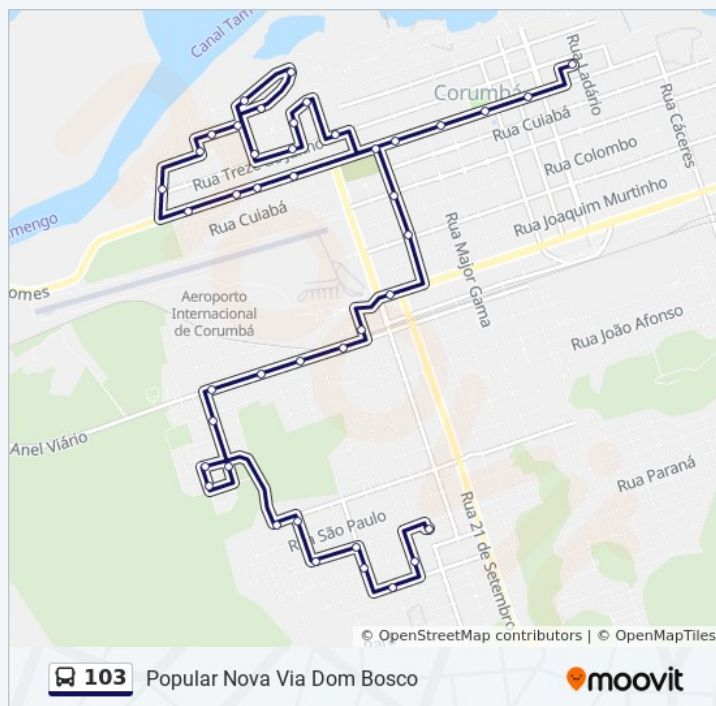 Canal Tam
Rua Ladário
Corumbá
Rua Cuiabá
Rua Cáceres
Rua Treze de Junho
Rua Colombo
Rua Cuiabá
Rua Joaquim Murtinho
mengo
Rua Major Gama
omes
Aeroporto
Internacional
de Corumbá
Rua João Afonso
Anel Viário
Rua Paraná
Rua São Paulo
Rua 21 de Setembro
© OpenStreetMap contributors | © OpenMapTiles
103 Popular Nova Via Dom Bosco
moovit